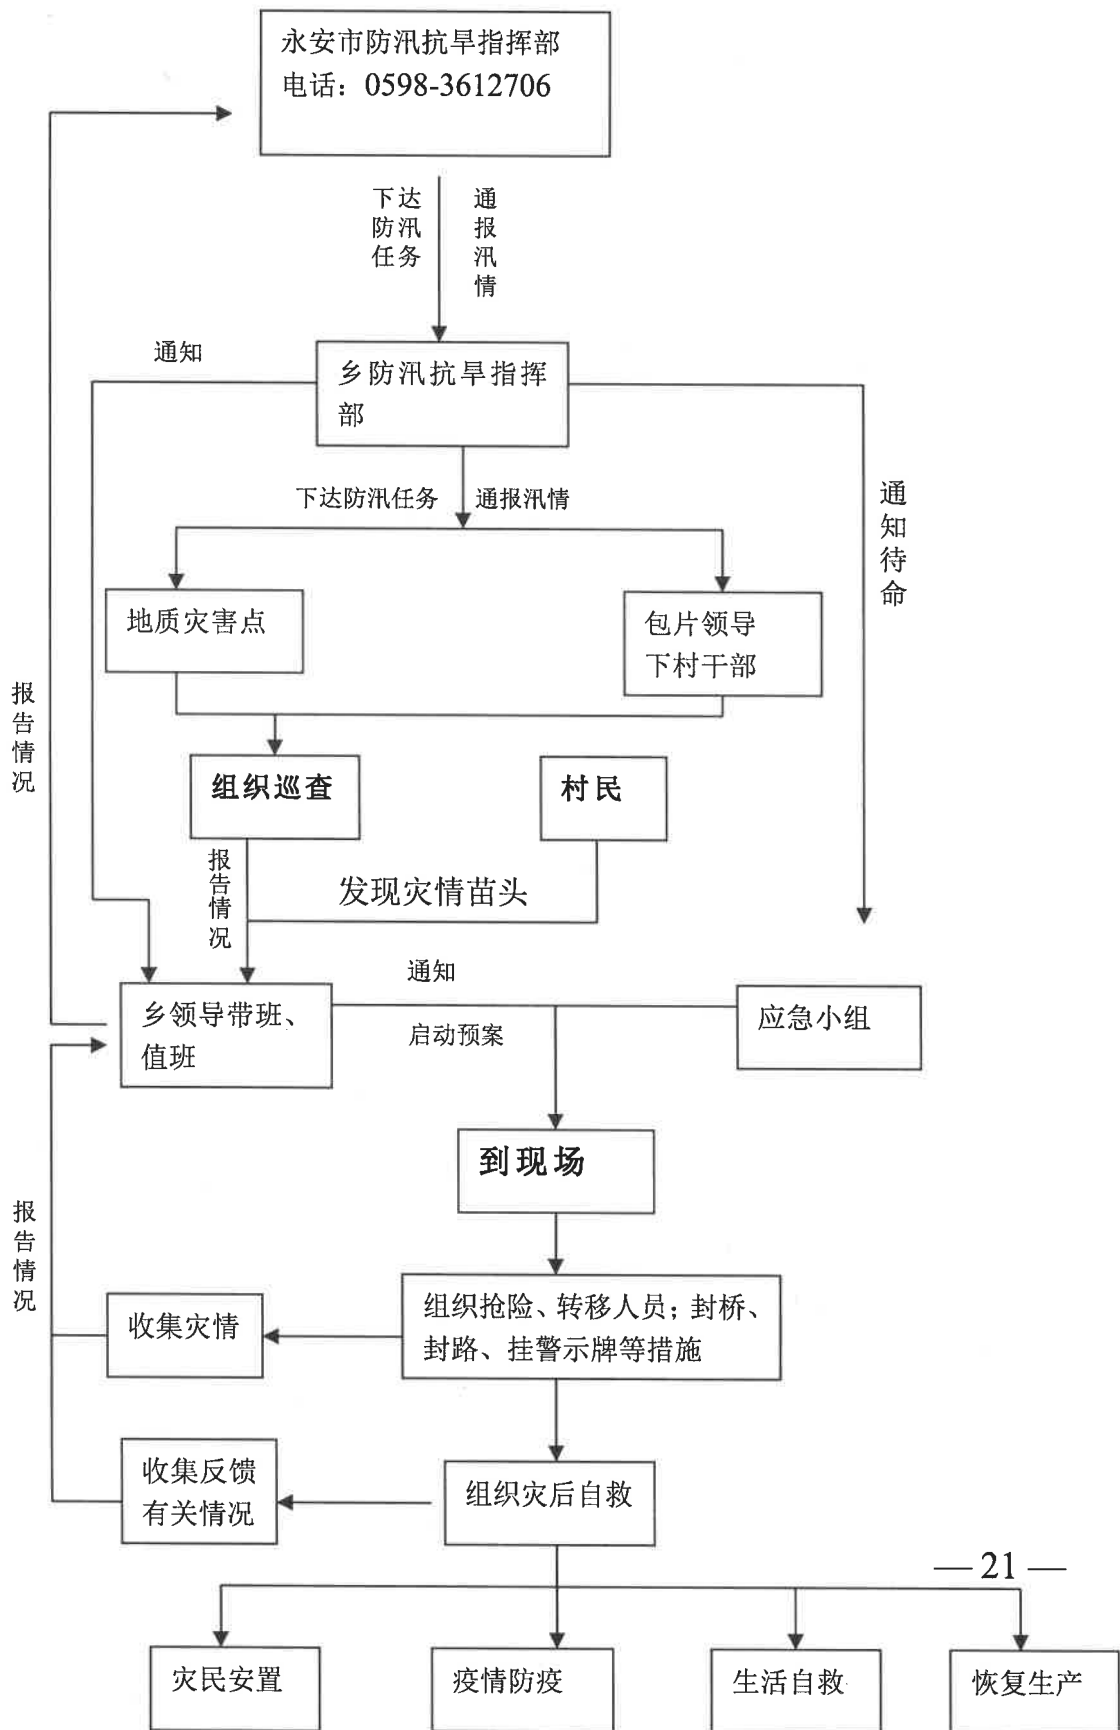 永安市防汛抗旱指挥部
电话：0598-3612706
下达
防汛
任务
通
报
汛
情
通知
乡防汛抗旱指挥
部
下达防汛任务
通报汛情
通
知
待
命
地质灾害点
包片领导
下村干部
报
告
情
况
组织巡查
村民
报
告
情
况
发现灾情苗头
通知
乡领导带班、
值班
启动预案
应急小组
到现场
报
告
情
况
组织抢险、转移人员；封桥、
封路、挂警示牌等措施
收集灾情
收集反馈
有关情况
组织灾后自救
—21—
灾民安置
疫情防疫
生活自救
恢复生产